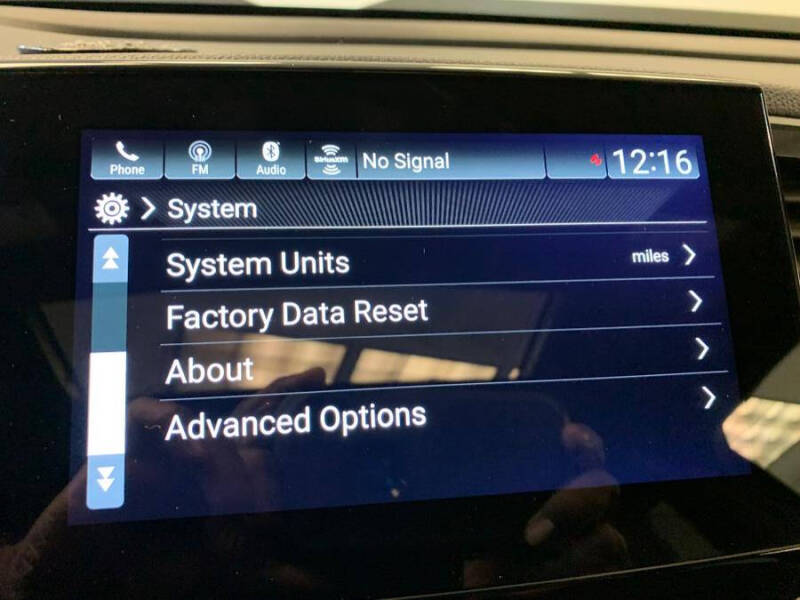 Phone
FM
Audio
SiriusXM
No Signal
12:16
System
System Units
miles
Factory Data Reset
About
Advanced Options